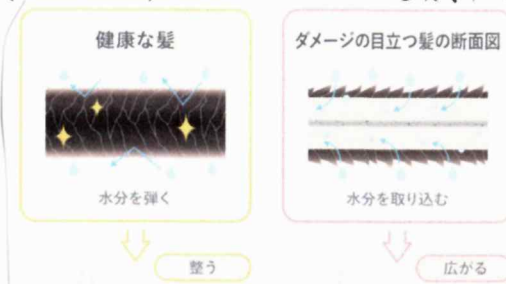 健康な髪
水分を弾く
整う
ダメージの目立つ髪の断面図
水分を取り込む
広がる